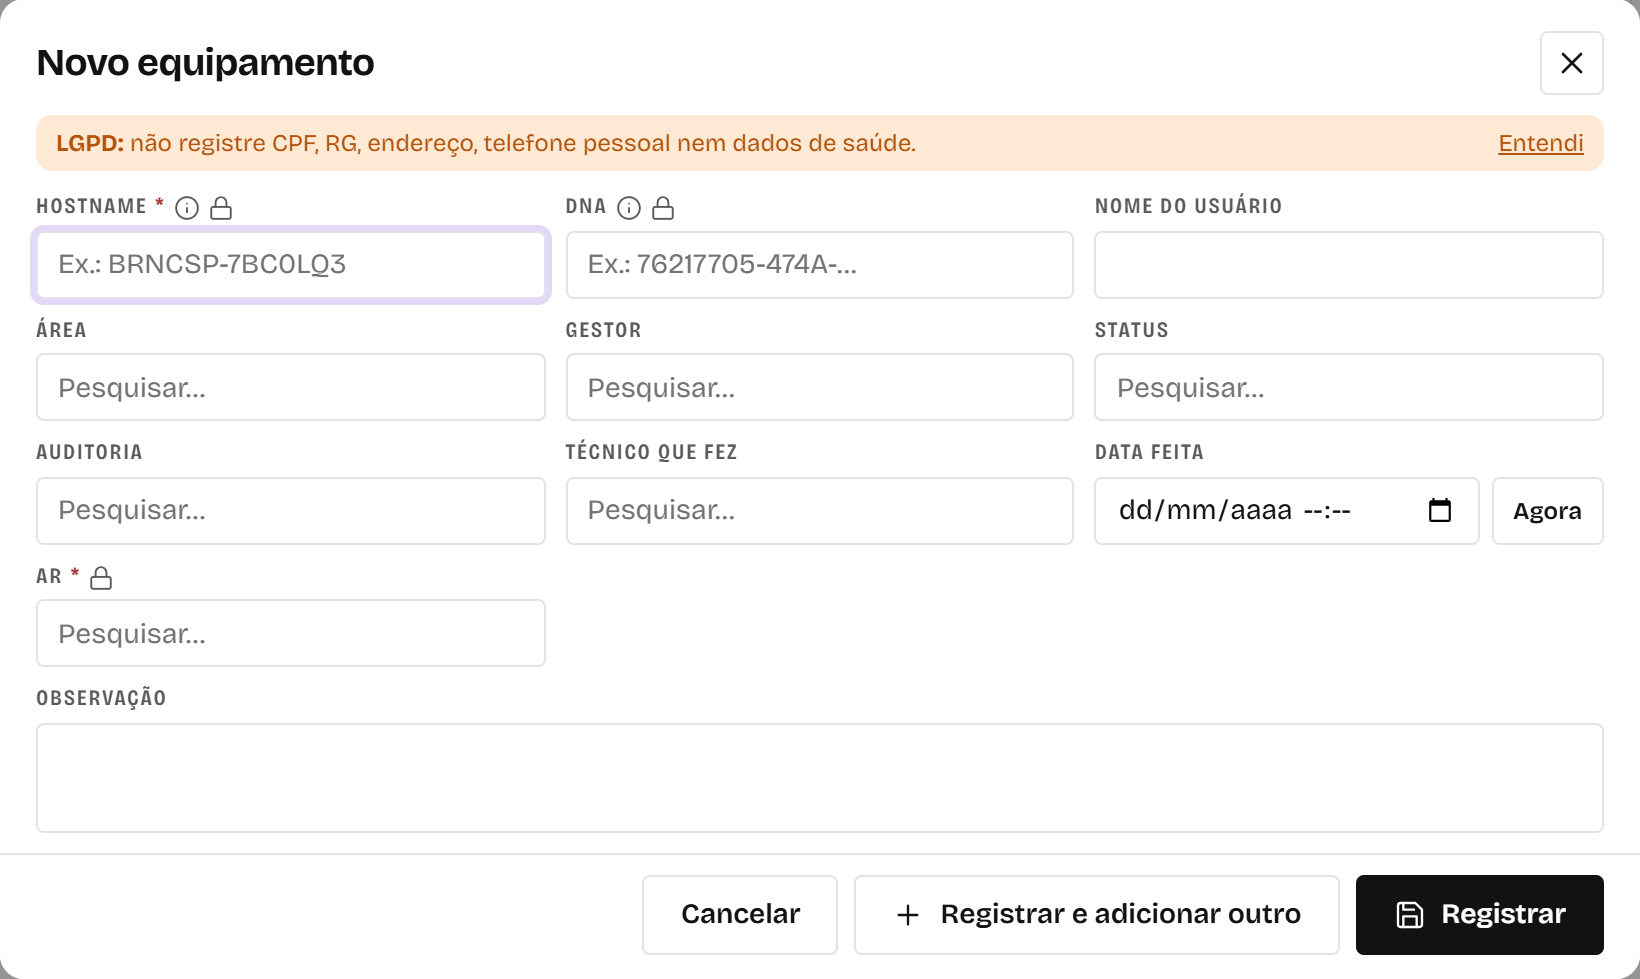 Novo equipamento
LGPD: não registre CPF, RG, endereço, telefone pessoal nem dados de saúde. Entendi
HOSTNAME * DNA NOME DO USUÁRIO
Ex.: BRNCSP-7BC0LQ3 Ex.: 76217705-474A-...
ÁREA GESTOR STATUS
Pesquisar... Pesquisar... Pesquisar...
AUDITORIA TÉCNICO QUE FEZ DATA FEITA
Pesquisar... Pesquisar... dd/mm/aaaa --:-- Agora
AR *
Pesquisar...
OBSERVAÇÃO
Cancelar Registrar e adicionar outro Registrar